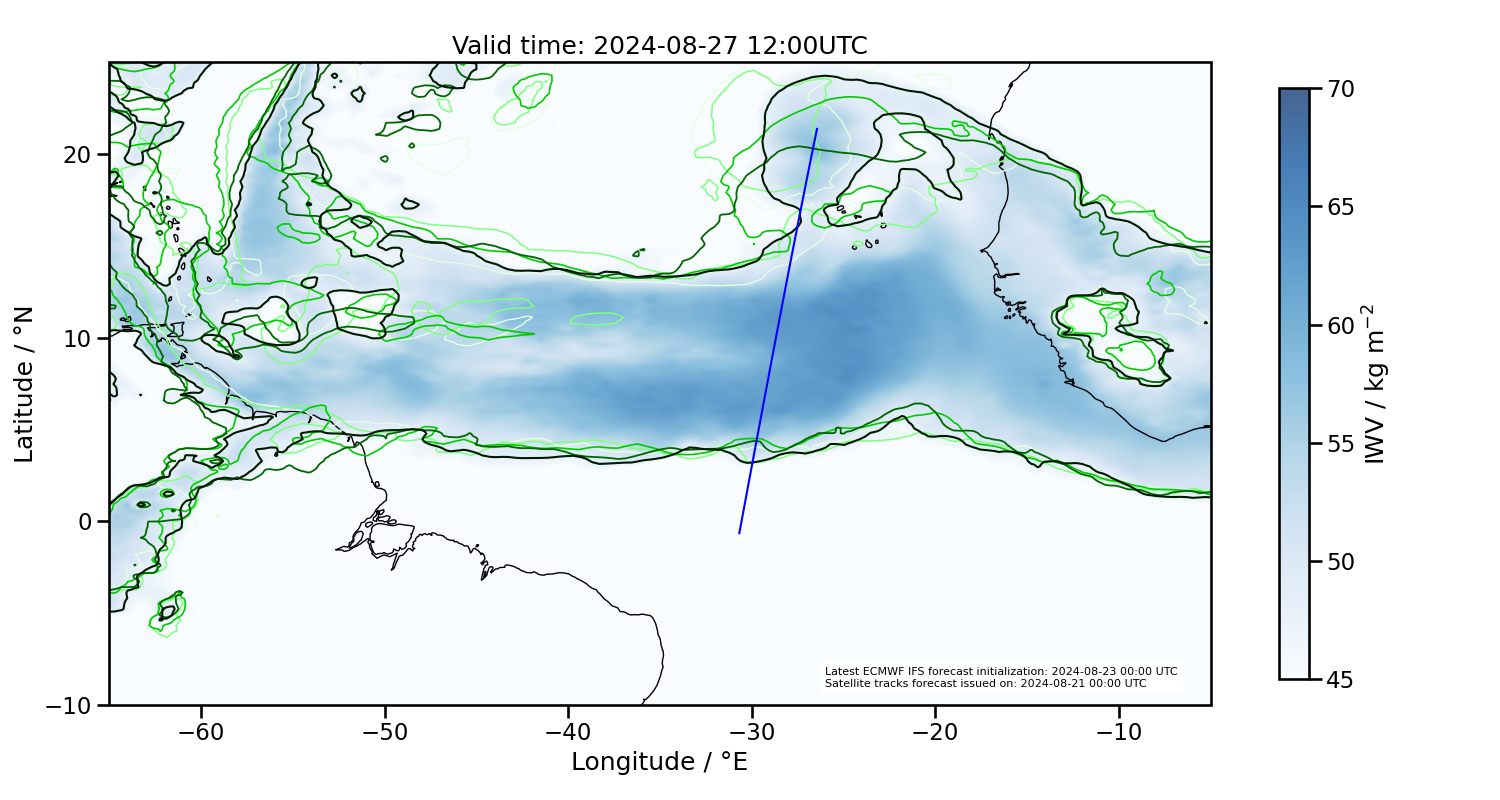 Valid time: 2024-08-27 12:00UTC
Latitude / °N
20
10
0
−10
−60
−50
−40
−30
−20
−10
Longitude / °E
Latest ECMWF IFS forecast initialization: 2024-08-23 00:00 UTC
Satellite tracks forecast issued on: 2024-08-21 00:00 UTC
70
65
60
55
50
45
IWV / kg m⁻²